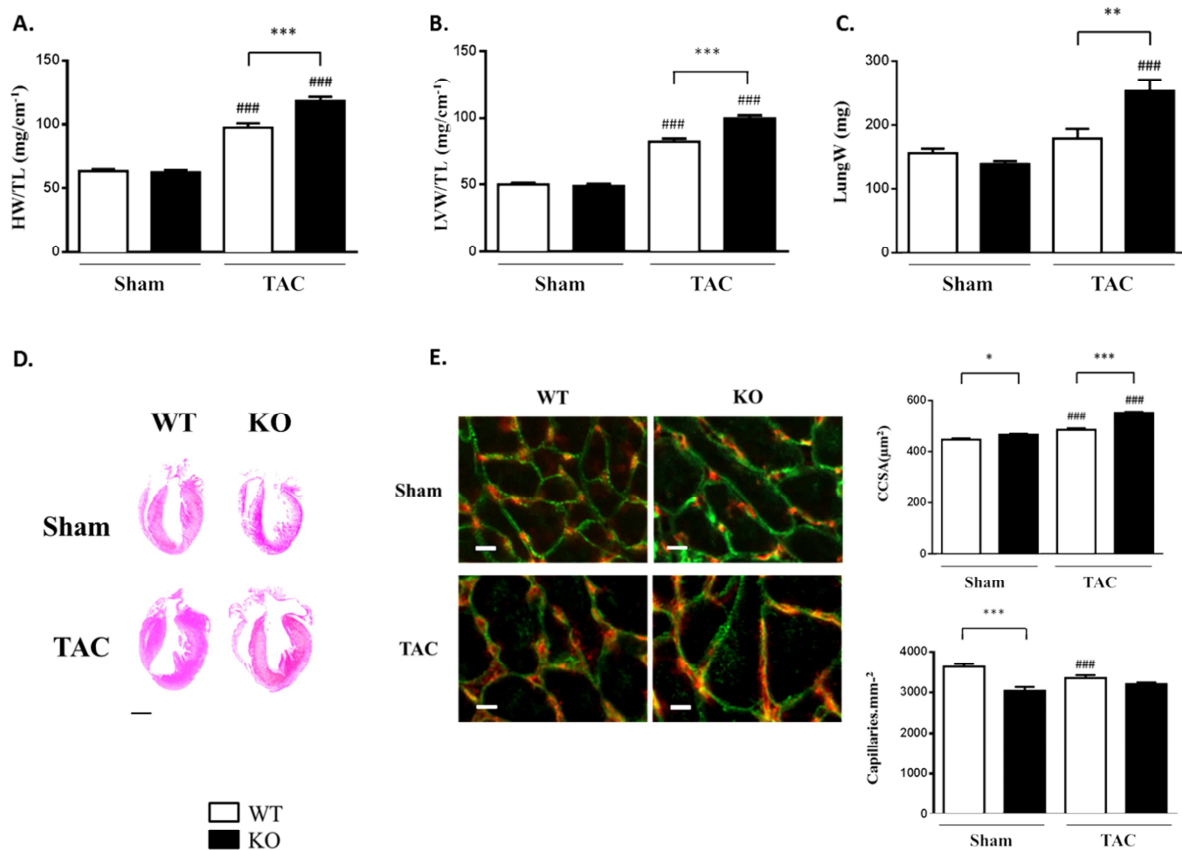 A.
***
###
###
HW/TL (mg/cm⁻¹)
150
100
50
0
Sham TAC
B.
***
###
###
LVW/TL (mg/cm⁻¹)
150
100
50
0
Sham TAC
C.
**
###
LungW (mg)
300
200
100
0
Sham TAC
D.
WT KO
Sham
TAC
E.
WT KO
Sham
TAC
* ***
###
###
CCSA(μm²)
600
400
200
0
Sham TAC
***
###
Capillaries.mm-²
4000
3000
2000
1000
0
Sham TAC
WT
KO